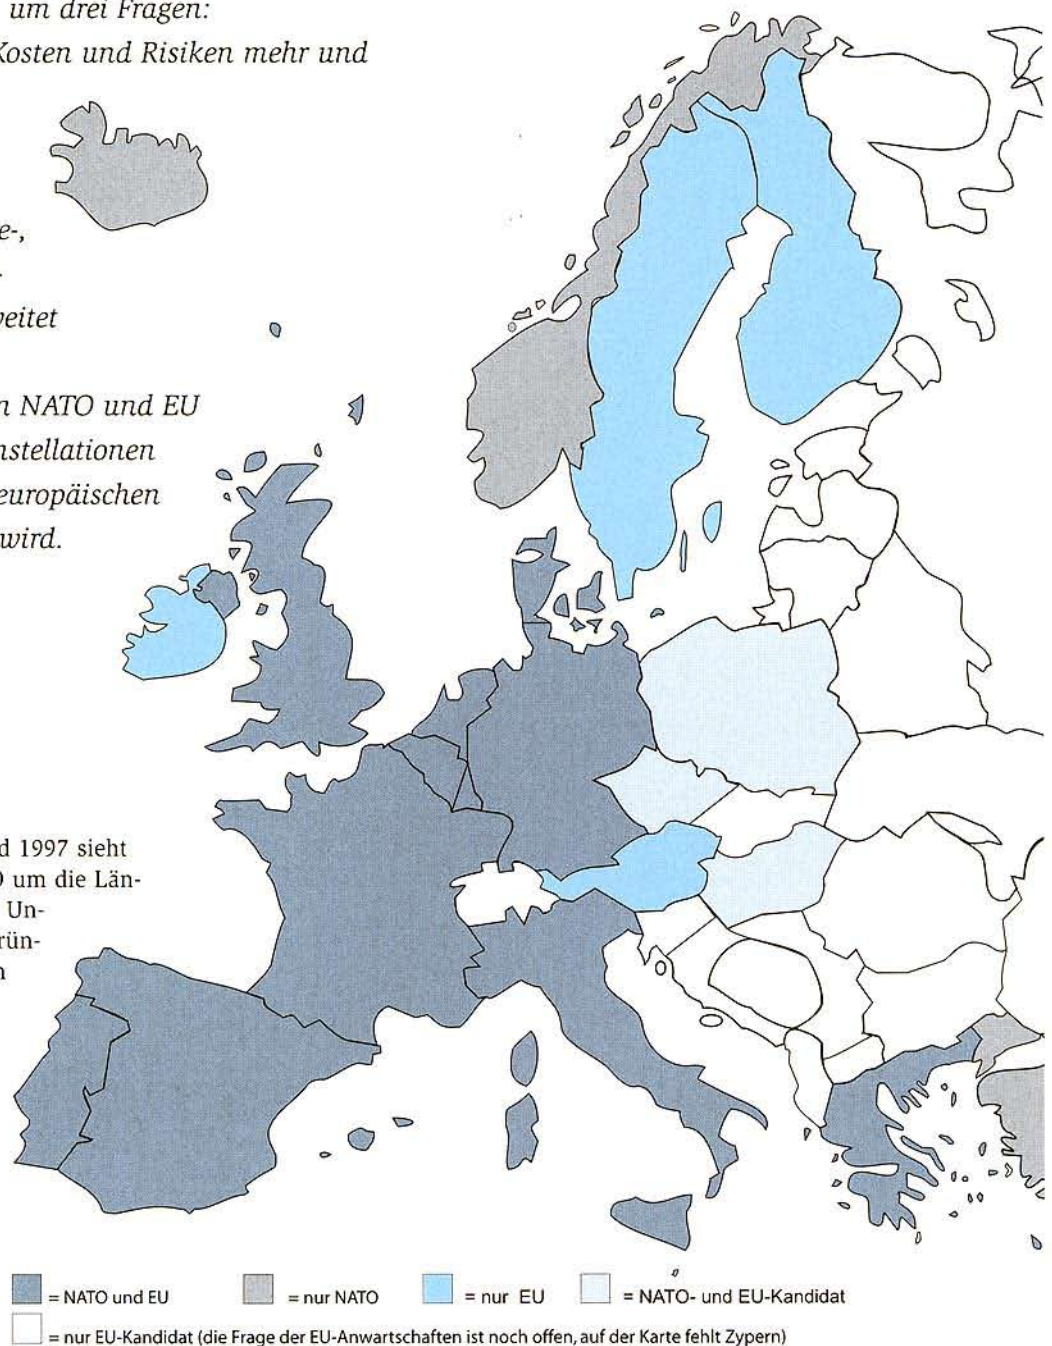 um drei Fragen:
Kosten und Risiken mehr und
e-,
beitet
n NATO und EU
nstellationen
europäischen
wird.
d 1997 sieht
O um die Län-
Un-
rün-
n
= NATO und EU
= nur NATO
= nur EU
= NATO- und EU-Kandidat
= nur EU-Kandidat (die Frage der EU-Anwartschaften ist noch offen, auf der Karte fehlt Zypern)